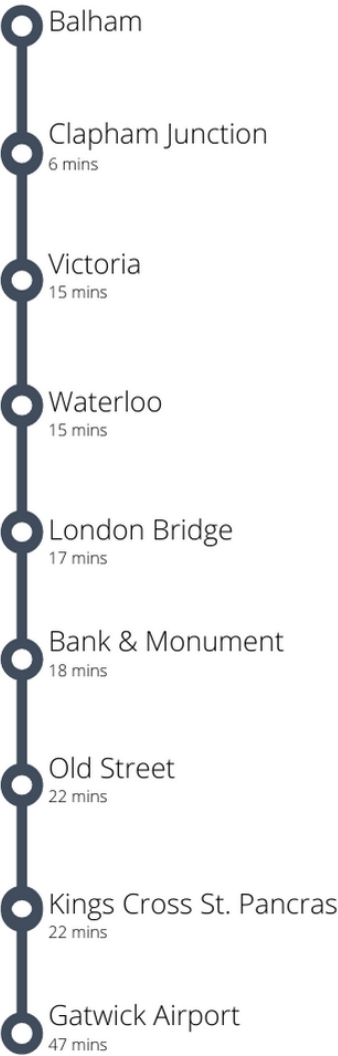 Balham
Clapham Junction
6 mins
Victoria
15 mins
Waterloo
15 mins
London Bridge
17 mins
Bank & Monument
18 mins
Old Street
22 mins
Kings Cross St. Pancras
22 mins
Gatwick Airport
47 mins